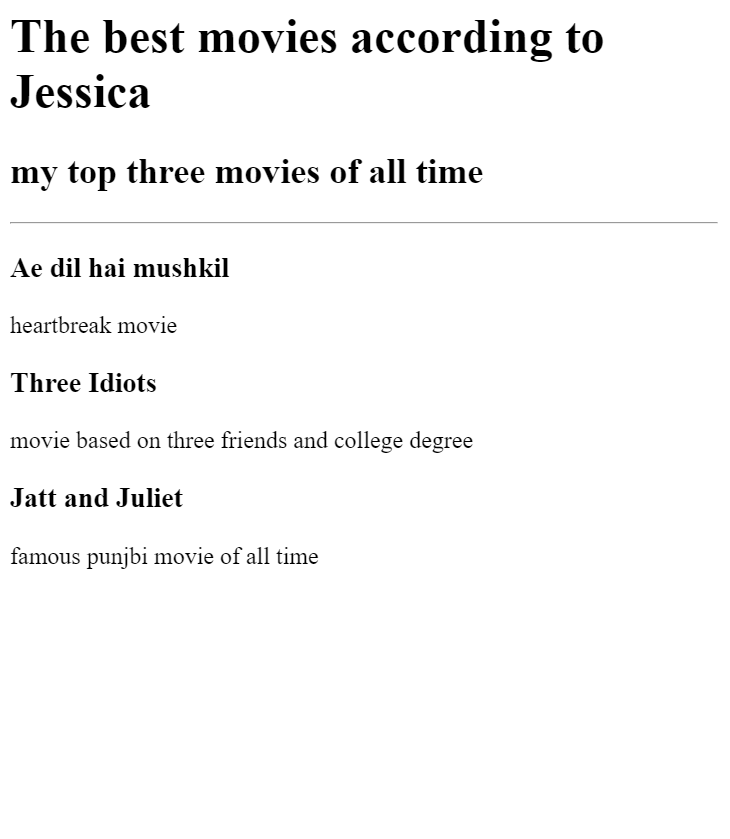 The best movies according to
Jessica
my top three movies of all time
Ae dil hai mushkil
heartbreak movie
Three Idiots
movie based on three friends and college degree
Jatt and Juliet
famous punjbi movie of all time